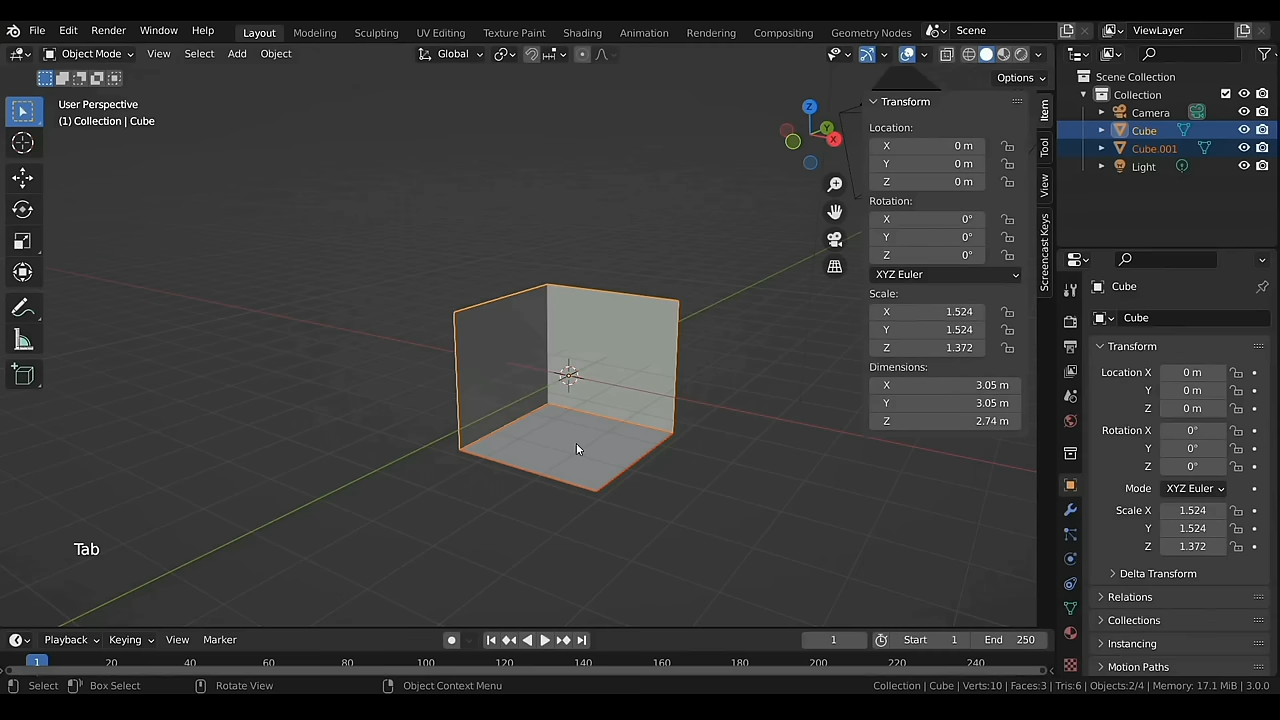 File Edit Render Window Help Layout Modeling Sculpting UV Editing Texture Paint Shading Animation Rendering Compositing Geometry Nodes Scene ViewLayer
Object Mode View Select Add Object Global
Options
User Perspective
(1) Collection | Cube
Z
Y
X
Transform
Location:
X 0 m
Y 0 m
Z 0 m
Rotation:
X 0°
Y 0°
Z 0°
XYZ Euler
Scale:
X 1.524
Y 1.524
Z 1.372
Dimensions:
X 3.05 m
Y 3.05 m
Z 2.74 m
Item
Tool
View
Screencast Keys
Scene Collection
Collection
Camera
Cube
Cube.001
Light
Cube
Cube
Transform
Location X 0 m
Y 0 m
Z 0 m
Rotation X 0°
Y 0°
Z 0°
Mode XYZ Euler
Scale X 1.524
Y 1.524
Z 1.372
Delta Transform
Relations
Collections
Instancing
Motion Paths
Tab
Playback Keying View Marker 1 Start 1 End 250
1 20 40 60 80 100 120 140 160 180 200 220 240
Select Box Select Rotate View Object Context Menu Collection | Cube | Verts:10 | Faces:3 | Tris:6 | Objects:2/4 | Memory: 17.1 MiB | 3.0.0